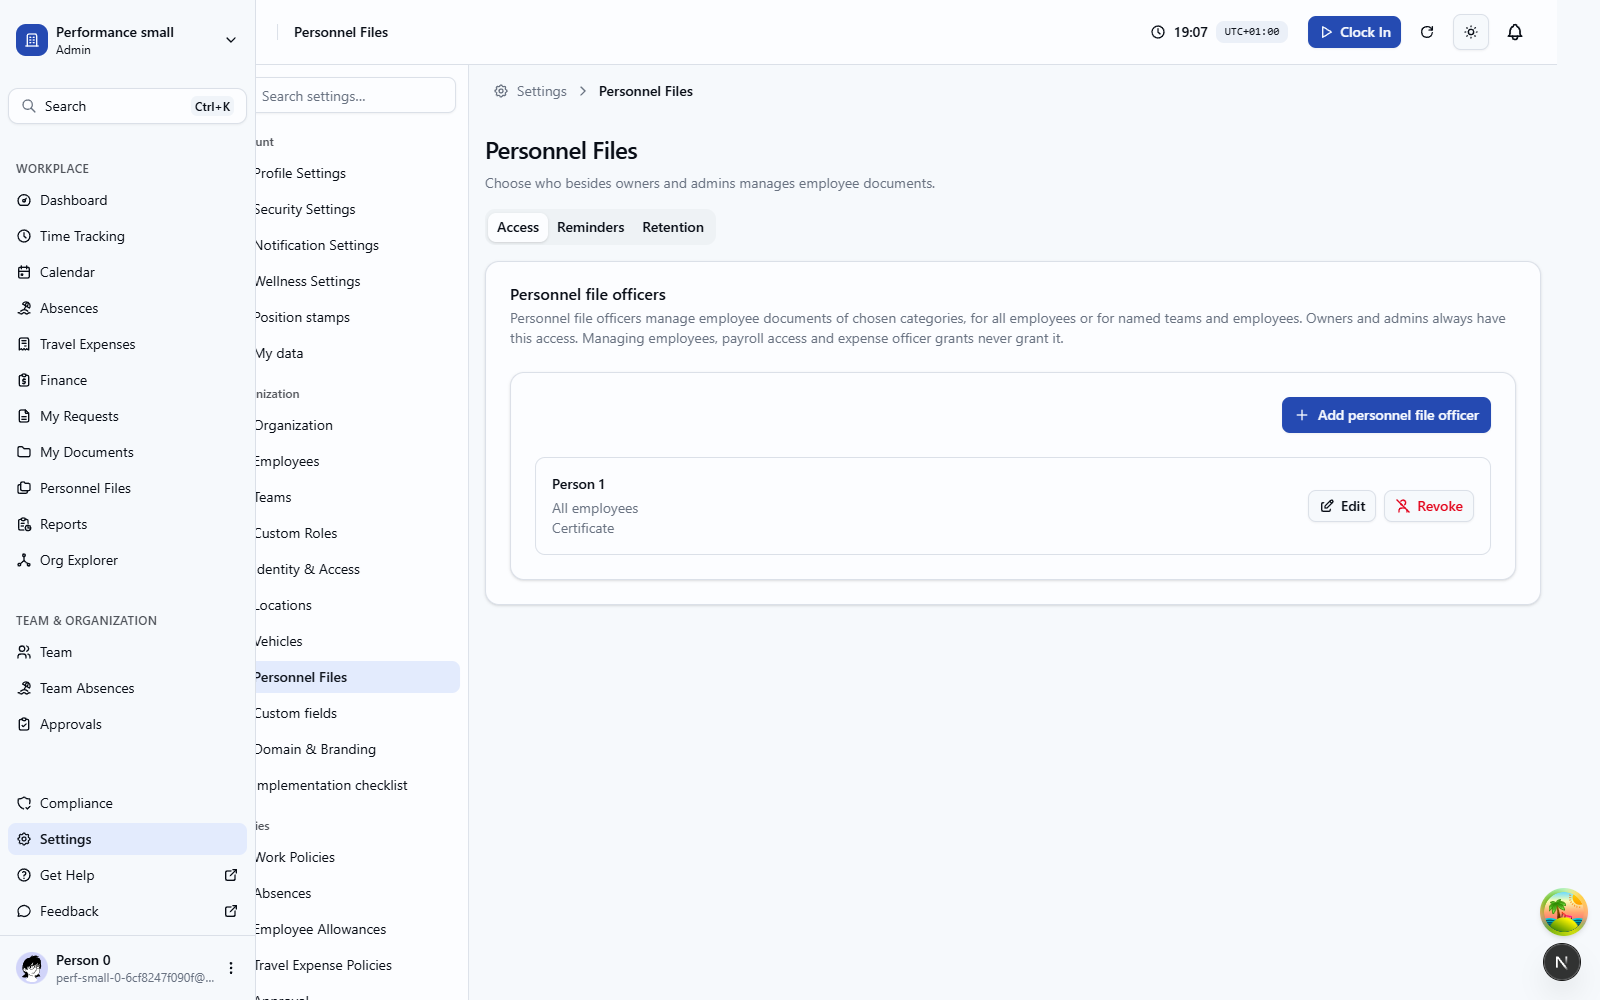 Performance small
Admin
Search
Ctrl+K
WORKPLACE
Dashboard
Time Tracking
Calendar
Absences
Travel Expenses
Finance
My Requests
My Documents
Personnel Files
Reports
Org Explorer
TEAM & ORGANIZATION
Team
Team Absences
Approvals
Compliance
Settings
Get Help
Feedback
Person 0
perf-small-0-6cf8247f090f@...
Personnel Files
19:07
UTC+01:00
Clock In
Search settings...
unt
Profile Settings
Security Settings
Notification Settings
Wellness Settings
Position stamps
My data
nization
Organization
Employees
Teams
Custom Roles
dentity & Access
Locations
Vehicles
Personnel Files
Custom fields
Domain & Branding
mplementation checklist
ies
Work Policies
Absences
Employee Allowances
Travel Expense Policies
Settings
Personnel Files
Personnel Files
Choose who besides owners and admins manages employee documents.
Access
Reminders
Retention
Personnel file officers
Personnel file officers manage employee documents of chosen categories, for all employees or for named teams and employees. Owners and admins always have
this access. Managing employees, payroll access and expense officer grants never grant it.
Add personnel file officer
Person 1
All employees
Certificate
Edit
Revoke
N